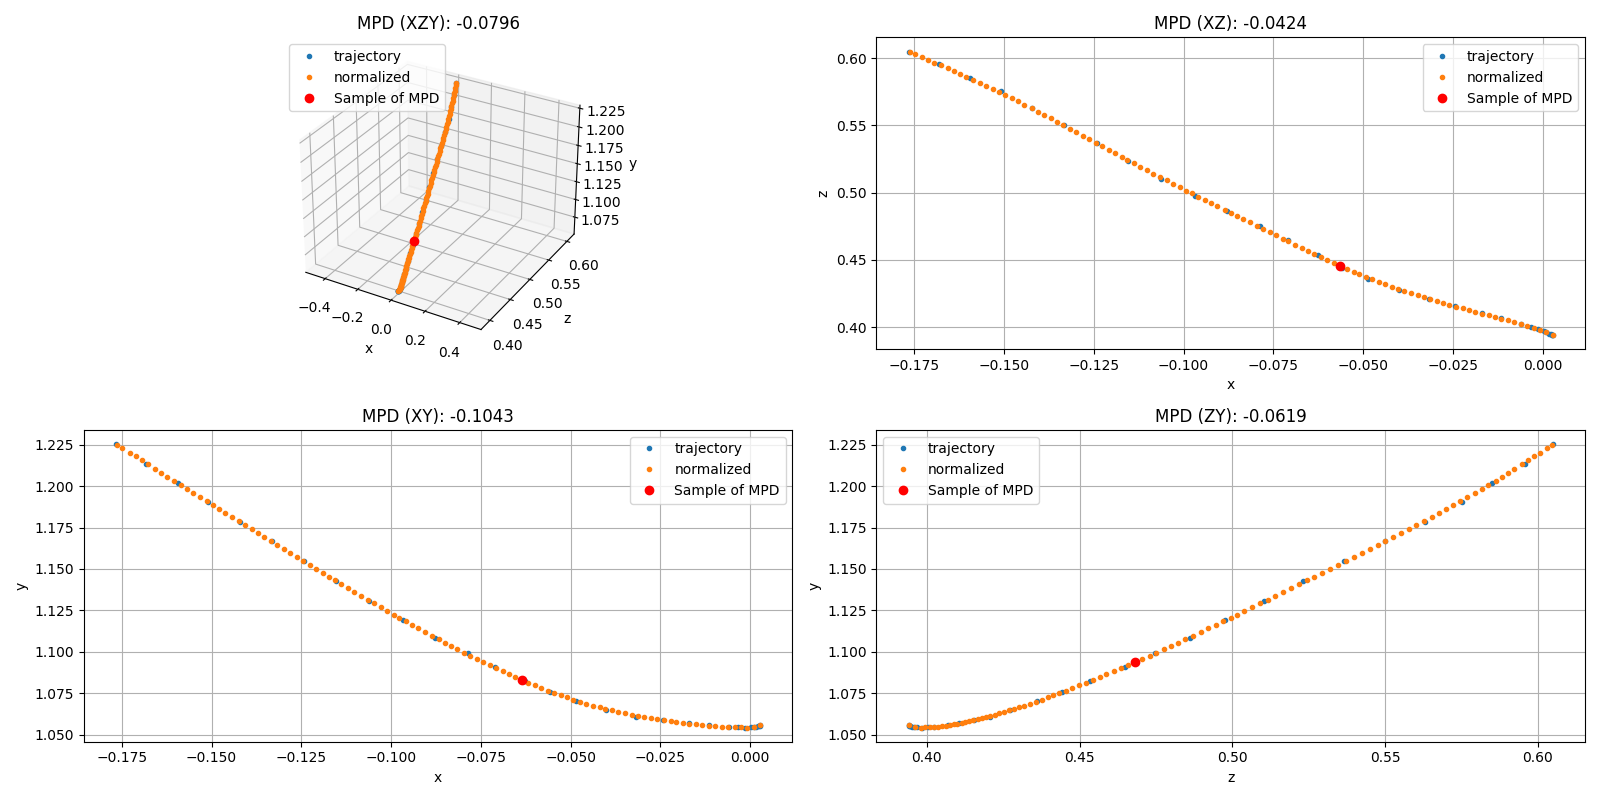 MPD (XZY): -0.0796
trajectory
normalized
Sample of MPD
1.225
1.200
1.175
1.150
1.125
1.100
1.075
y
0.60
0.55
0.50
0.45
0.40
z
−0.4
−0.2
0.0
0.2
0.4
x
MPD (XZ): -0.0424
trajectory
normalized
Sample of MPD
0.60
0.55
0.50
0.45
0.40
z
−0.175 −0.150 −0.125 −0.100 −0.075 −0.050 −0.025 0.000
x
MPD (XY): -0.1043
trajectory
normalized
Sample of MPD
1.225
1.200
1.175
1.150
1.125
1.100
1.075
1.050
y
−0.175 −0.150 −0.125 −0.100 −0.075 −0.050 −0.025 0.000
x
MPD (ZY): -0.0619
trajectory
normalized
Sample of MPD
1.225
1.200
1.175
1.150
1.125
1.100
1.075
1.050
y
0.40 0.45 0.50 0.55 0.60
z